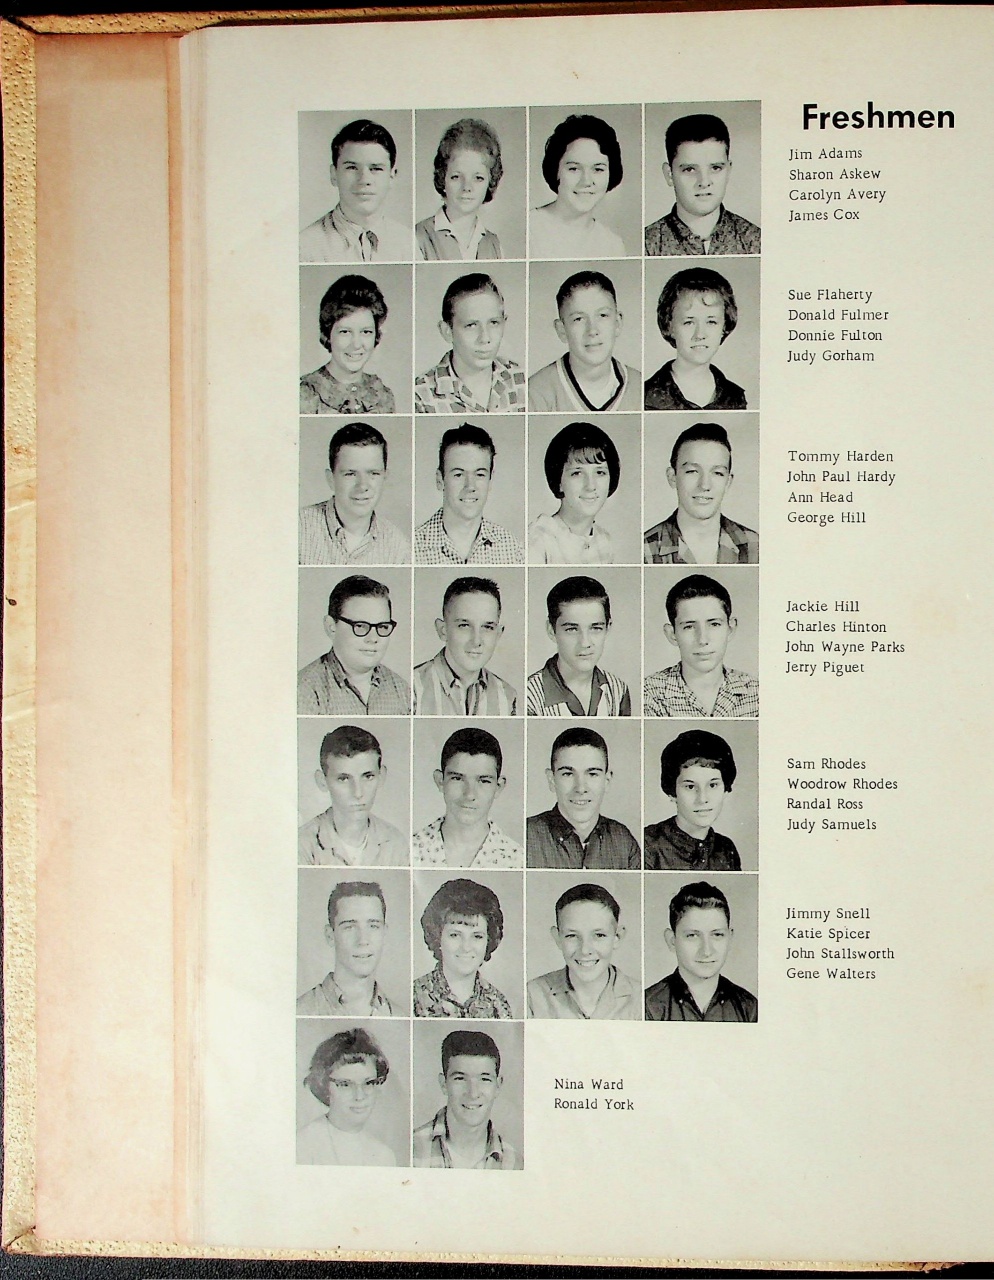 Freshmen
Jim Adams
Sharon Askew
Carolyn Avery
James Cox
Sue Flaherty
Donald Fulmer
Donnie Fulton
Judy Gorham
Tommy Harden
John Paul Hardy
Ann Head
George Hill
Jackie Hill
Charles Hinton
John Wayne Parks
Jerry Piguet
Sam Rhodes
Woodrow Rhodes
Randal Ross
Judy Samuels
Jimmy Snell
Katie Spicer
John Stallsworth
Gene Walters
Nina Ward
Ronald York